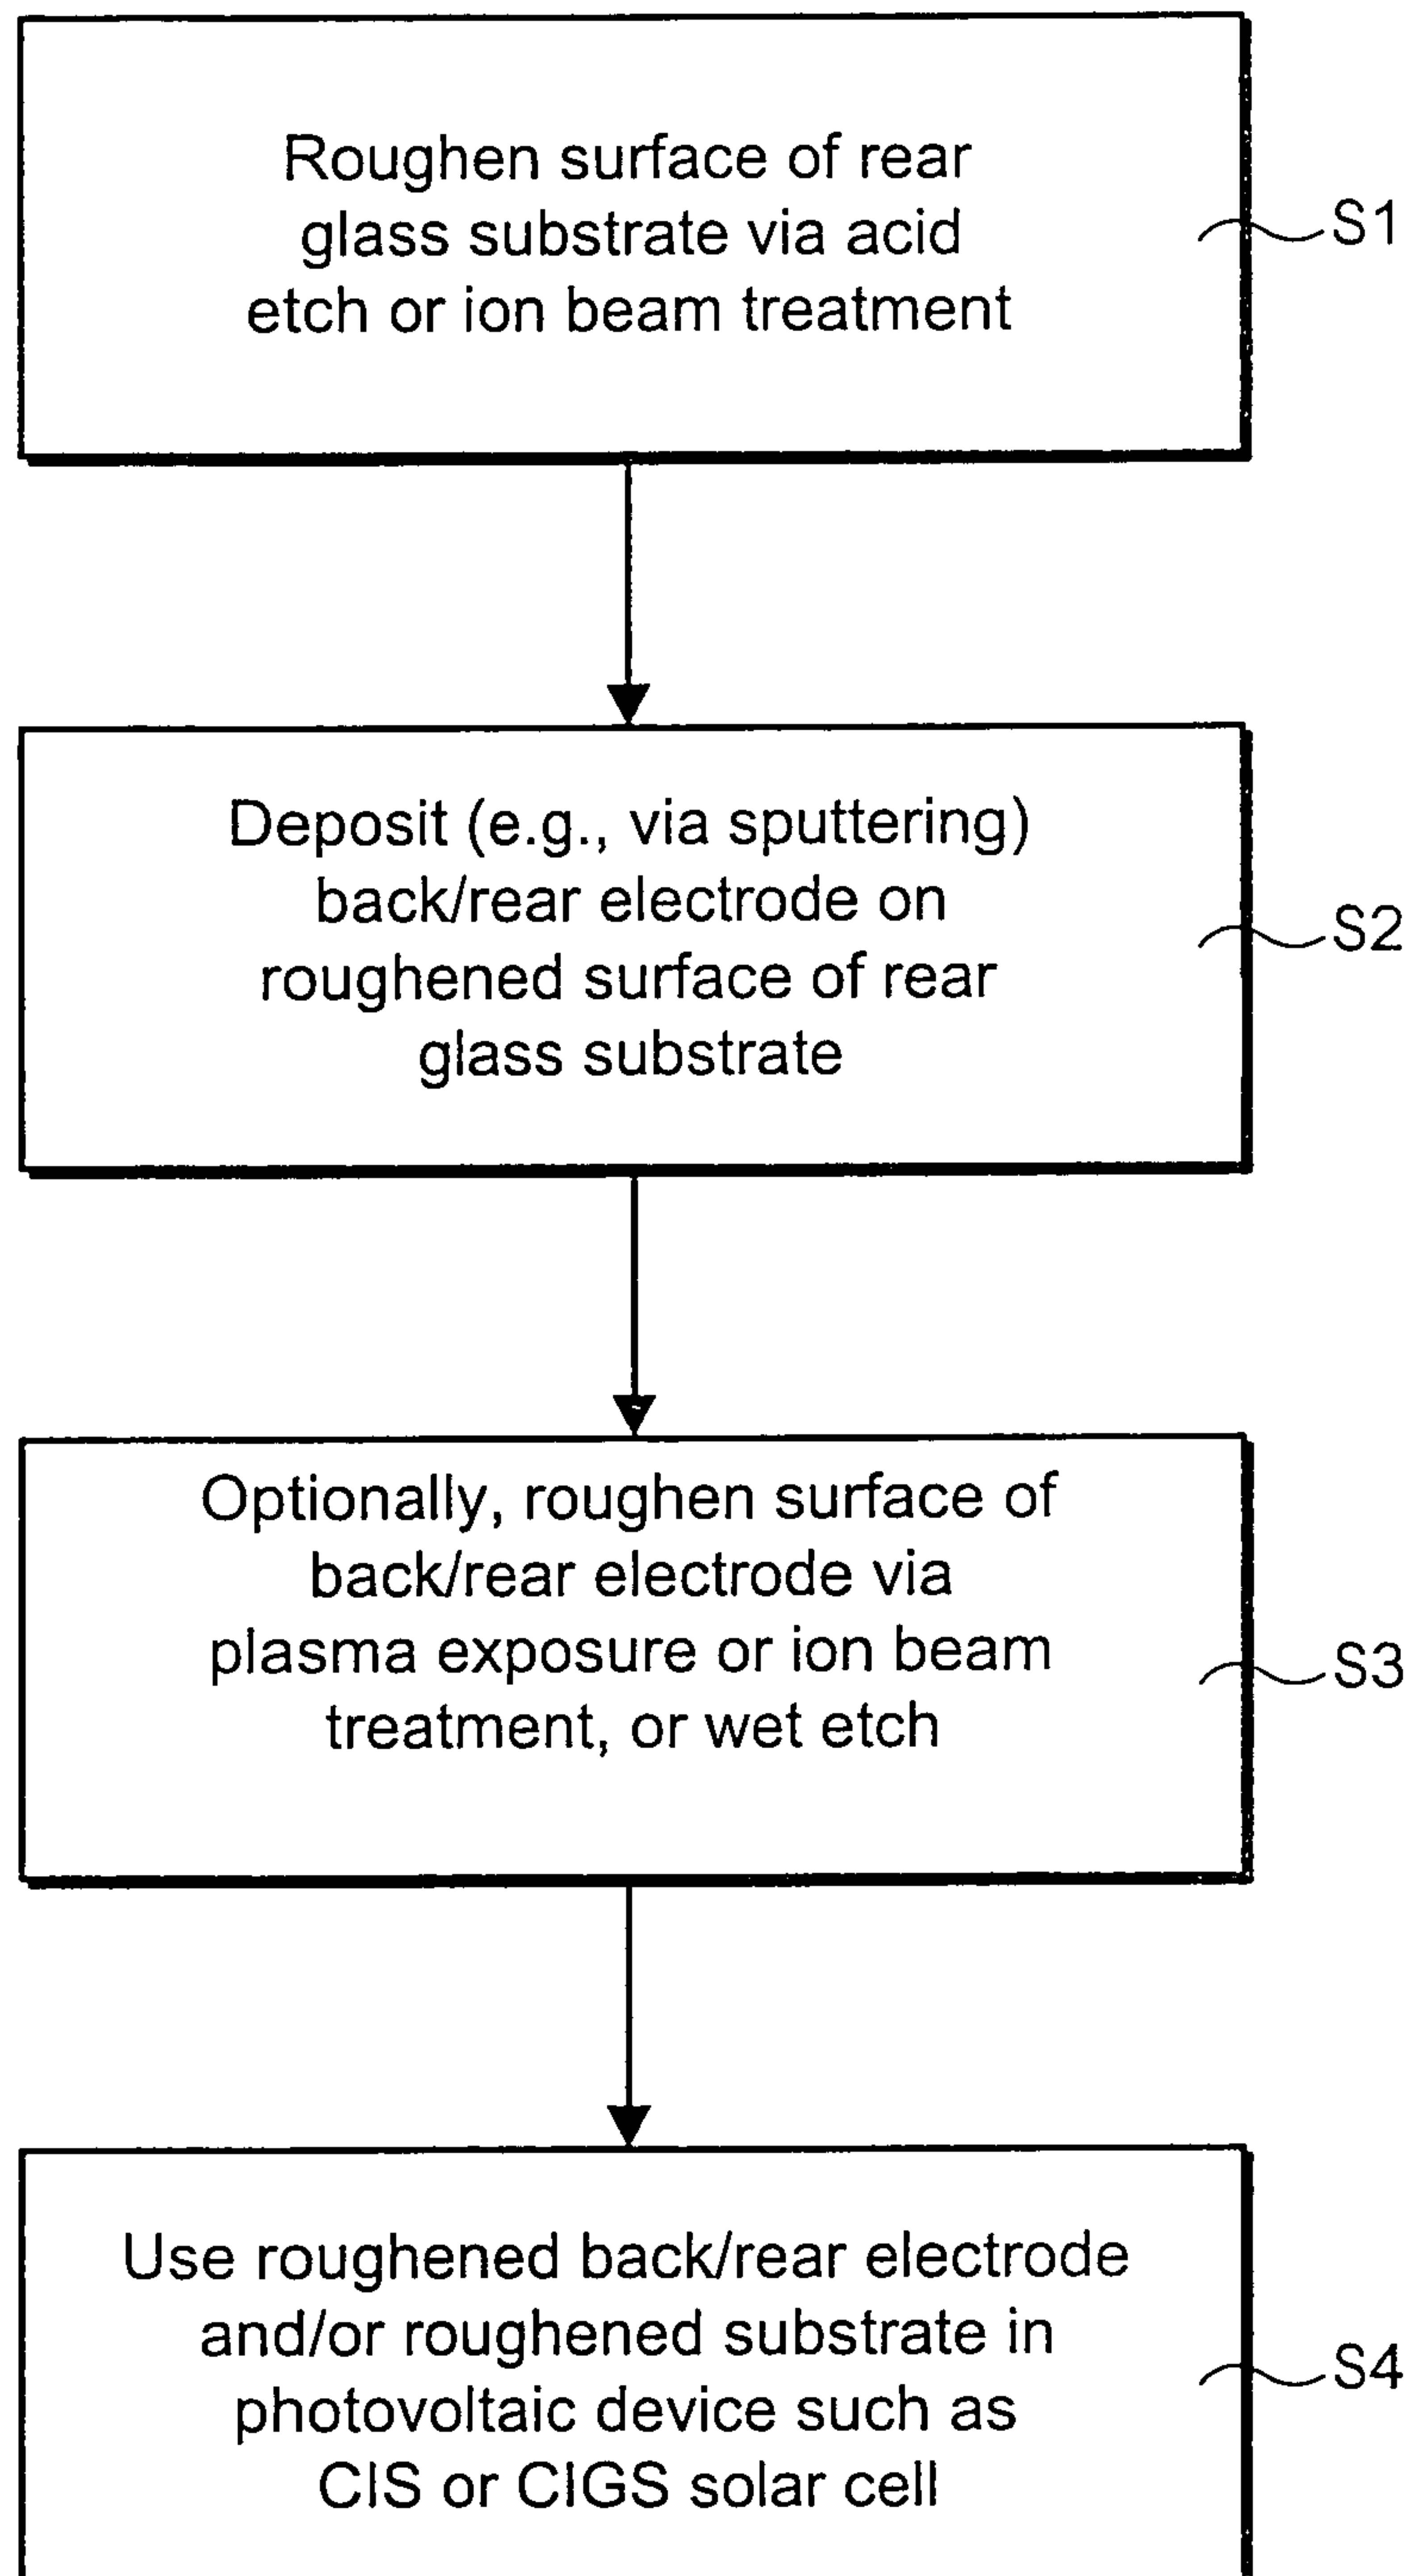 Roughen surface of rear
glass substrate via acid
etch or ion beam treatment
S1
Deposit (e.g., via sputtering)
back/rear electrode on
roughened surface of rear
glass substrate
S2
Optionally, roughen surface of
back/rear electrode via
plasma exposure or ion beam
treatment, or wet etch
S3
Use roughened back/rear electrode
and/or roughened substrate in
photovoltaic device such as
CIS or CIGS solar cell
S4